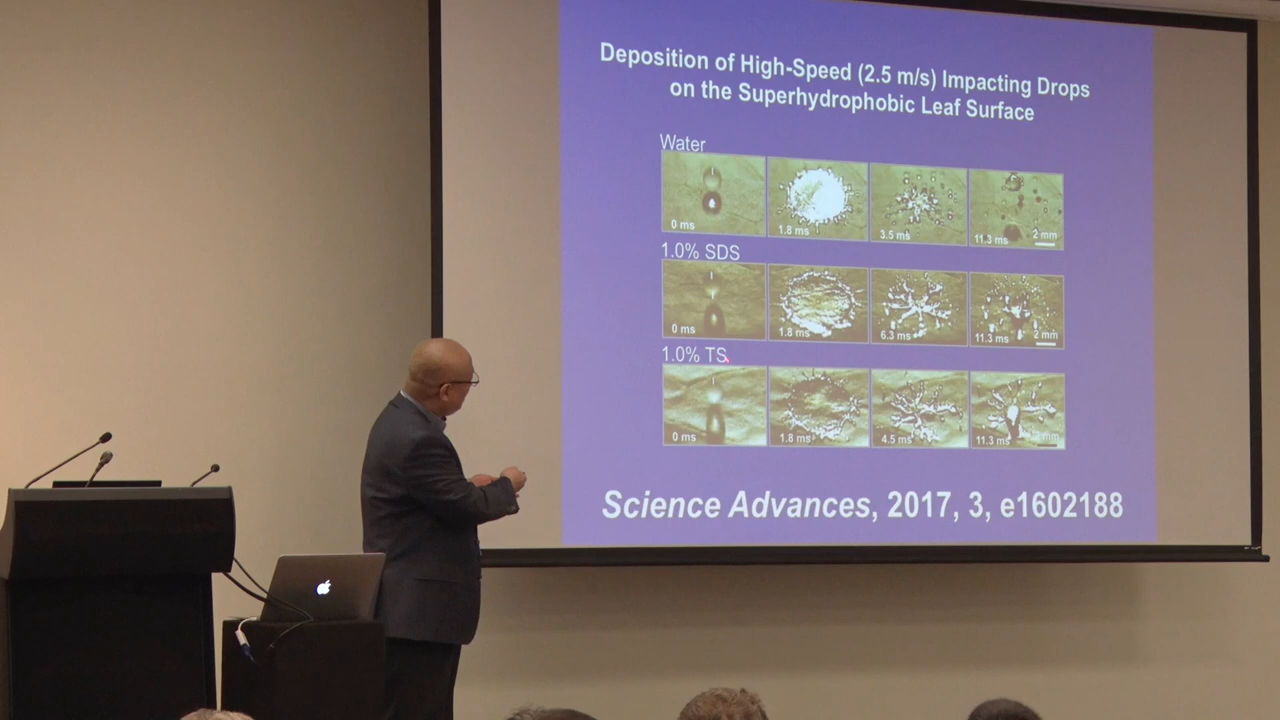 Deposition of High-Speed (2.5 m/s) Impacting Drops
on the Superhydrophobic Leaf Surface
Water
0 ms 1.8 ms 3.5 ms 11.3 ms 2 mm
1.0% SDS
0 ms 1.8 ms 6.3 ms 11.3 ms 2 mm
1.0% TS
0 ms 1.8 ms 4.5 ms 11.3 ms
Science Advances, 2017, 3, e1602188